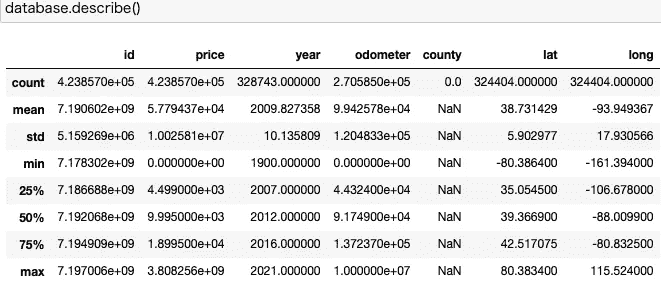 database.describe()
id price year odometer county lat long
count 4.238570e+05 4.238570e+05 328743.000000 2.705850e+05 0.0 324404.000000 324404.000000
mean 7.190602e+09 5.779437e+04 2009.827358 9.942578e+04 NaN 38.731429 -93.949367
std 5.159269e+06 1.002581e+07 10.135809 1.204833e+05 NaN 5.902977 17.930566
min 7.178302e+09 0.000000e+00 1900.000000 0.000000e+00 NaN -80.386400 -161.394000
25% 7.186688e+09 4.499000e+03 2007.000000 4.432400e+04 NaN 35.054500 -106.678000
50% 7.192068e+09 9.995000e+03 2012.000000 9.174900e+04 NaN 39.366900 -88.009900
75% 7.194909e+09 1.899500e+04 2016.000000 1.372370e+05 NaN 42.517075 -80.832500
max 7.197006e+09 3.808256e+09 2021.000000 1.000000e+07 NaN 80.383400 115.524000